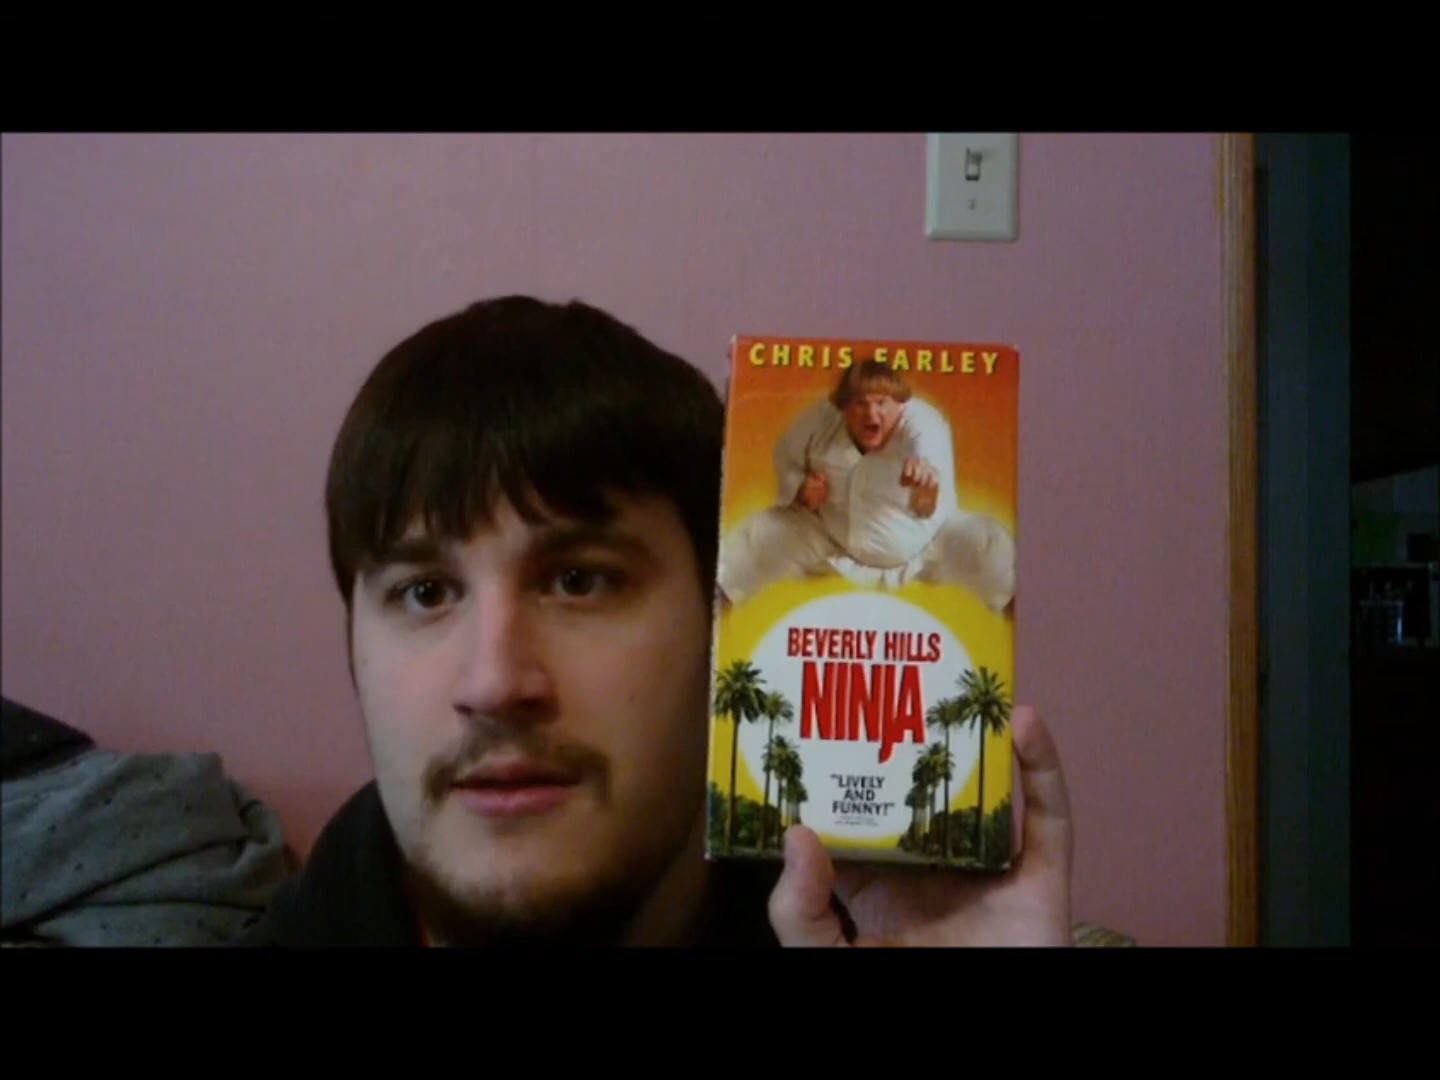 CHRIS FARLEY
BEVERLY HILLS
NINJA
"LIVELY
AND
FUNNY!"